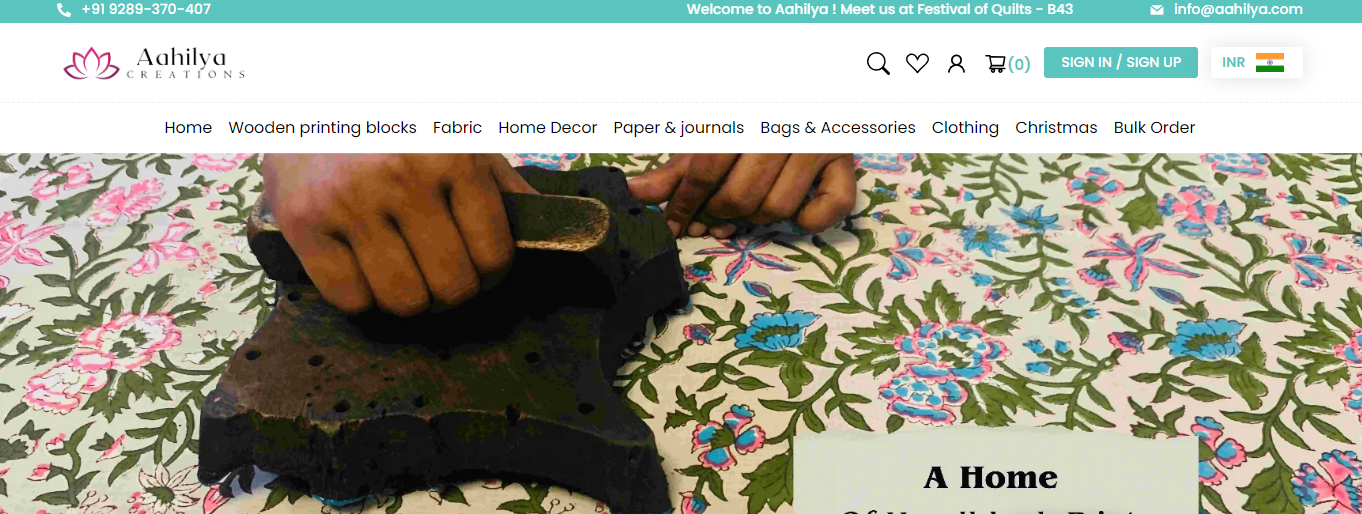 +91 9289-370-407
Welcome to Aahilya ! Meet us at Festival of Quilts - B43
info@aahilya.com
Aahilya
CREATIONS
(0)
SIGN IN / SIGN UP
INR
Home Wooden printing blocks Fabric Home Decor Paper & journals Bags & Accessories Clothing Christmas Bulk Order
A Home